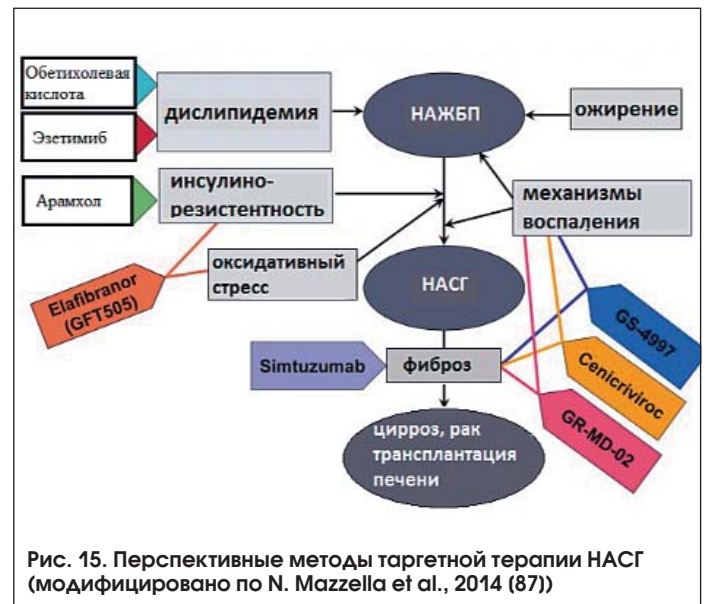 Обетихолевая
кислота
Эзетимиб
дислипидемия
НАЖБП
ожирение
Арамхол
инсулино-
резистентность
механизмы
воспаления
оксидативный
стресс
Elafibranor
(GFT505)
НАСГ
GS-4997
Simtuzumab
фиброз
Cenicriviroc
GR-MD-02
цирроз, рак
трансплантация
печени
Рис. 15. Перспективные методы таргетной терапии НАСГ
(модифицировано по N. Mazzella et al., 2014 (87))